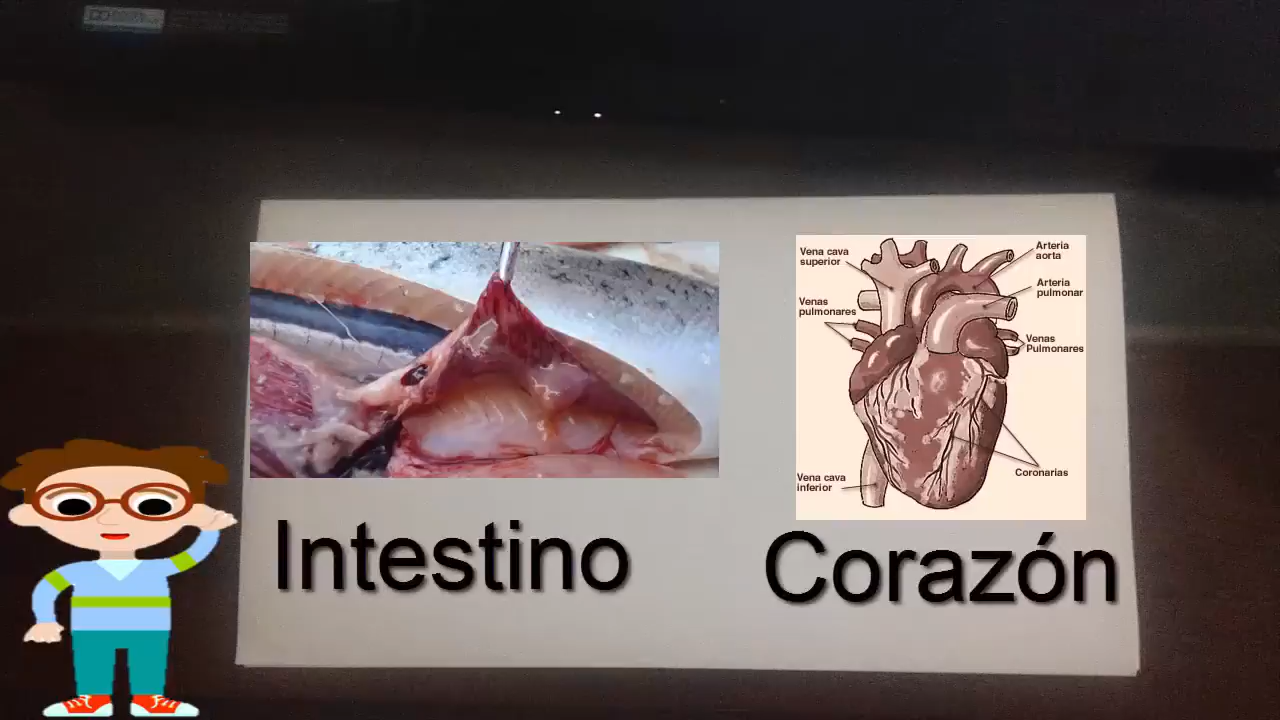 Vena cava
superior
Arteria
aorta
Arteria
pulmonar
Venas
pulmonares
Venas
Pulmonares
Coronarias
Vena cava
inferior
Intestino
Corazón